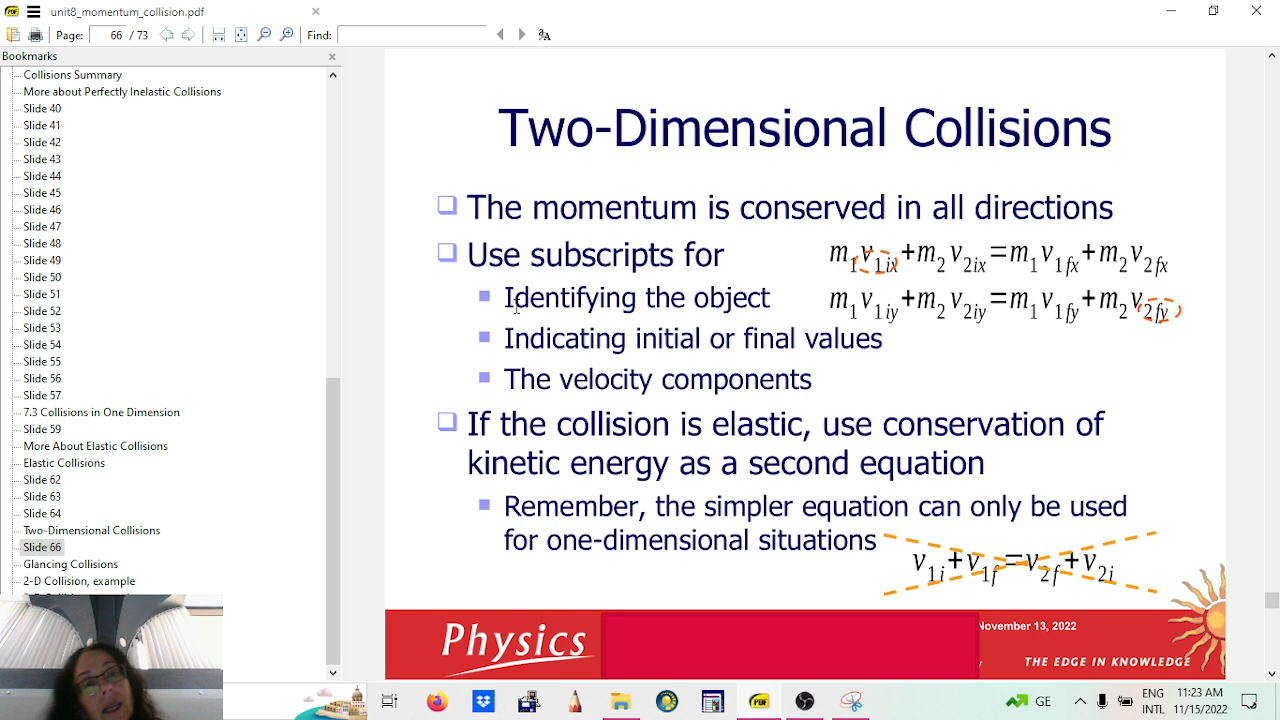 unit8_momentum_collision.pdf
Page: 66 / 73 Find:
Bookmarks
Collisions Summary
More about Perfectly Inelastic Collisions
Slide 40
Slide 41
Slide 42
Slide 43
Slide 44
Slide 45
Slide 46
Slide 47
Slide 48
Slide 49
Slide 50
Slide 51
Slide 52
Slide 53
Slide 54
Slide 55
Slide 56
Slide 57
7.3 Collisions in One Dimension
Slide 59
More About Elastic Collisions
Elastic Collisions
Slide 62
Slide 63
Slide 64
Two-Dimensional Collisions
Slide 66
Glancing Collisions
2-D Collision, example
Two-Dimensional Collisions
The momentum is conserved in all directions
Use subscripts for
m₁v₁ix+m₂v₂ix=m₁v₁fx+m₂v₂fx
Identifying the object
m₁v₁iy+m₂v₂iy=m₁v₁fy+m₂v₂fy
Indicating initial or final values
The velocity components
If the collision is elastic, use conservation of
kinetic energy as a second equation
Remember, the simpler equation can only be used
for one-dimensional situations
v₁i+v₁f=v₂f+v₂i
Physics
November 13, 2022
THE EDGE IN KNOWLEDGE
PDF
GE
ENG
INTL
11:23 AM
11/15/2022